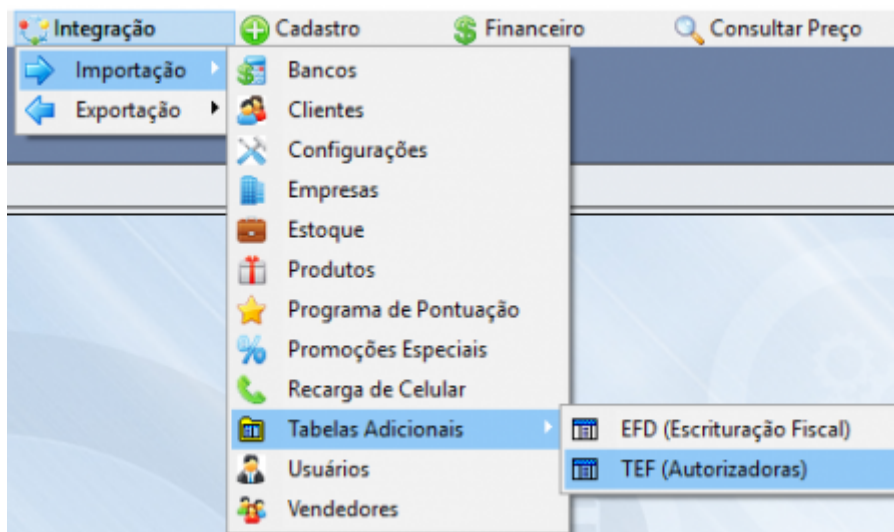 Integração Cadastro Financeiro Consultar Preço
Importação
Exportação
Bancos
Clientes
Configurações
Empresas
Estoque
Produtos
Programa de Pontuação
Promoções Especiais
Recarga de Celular
Tabelas Adicionais
Usuários
Vendedores
EFD (Escrituração Fiscal)
TEF (Autorizadoras)